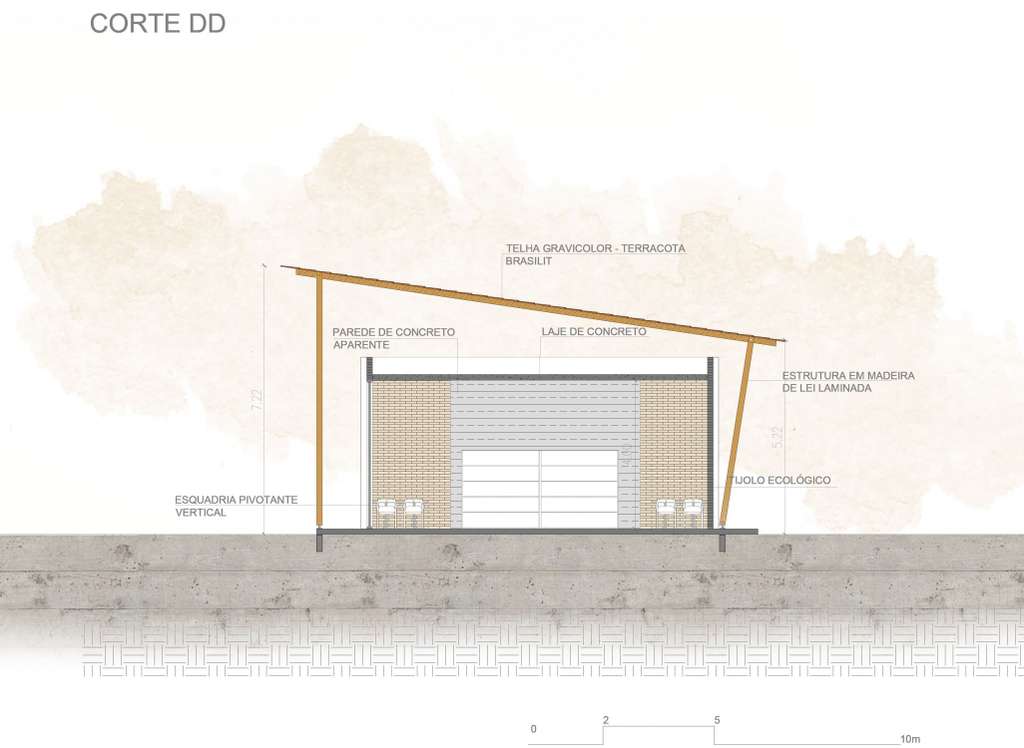 CORTE DD
TELHA GRAVICOLOR - TERRACOTA
BRASILIT
PAREDE DE CONCRETO
APARENTE
LAJE DE CONCRETO
ESTRUTURA EM MADEIRA
DE LEI LAMINADA
7.22
5.22
TIJOLO ECOLÓGICO
ESQUADRIA PIVOTANTE
VERTICAL
0
2
5
10m